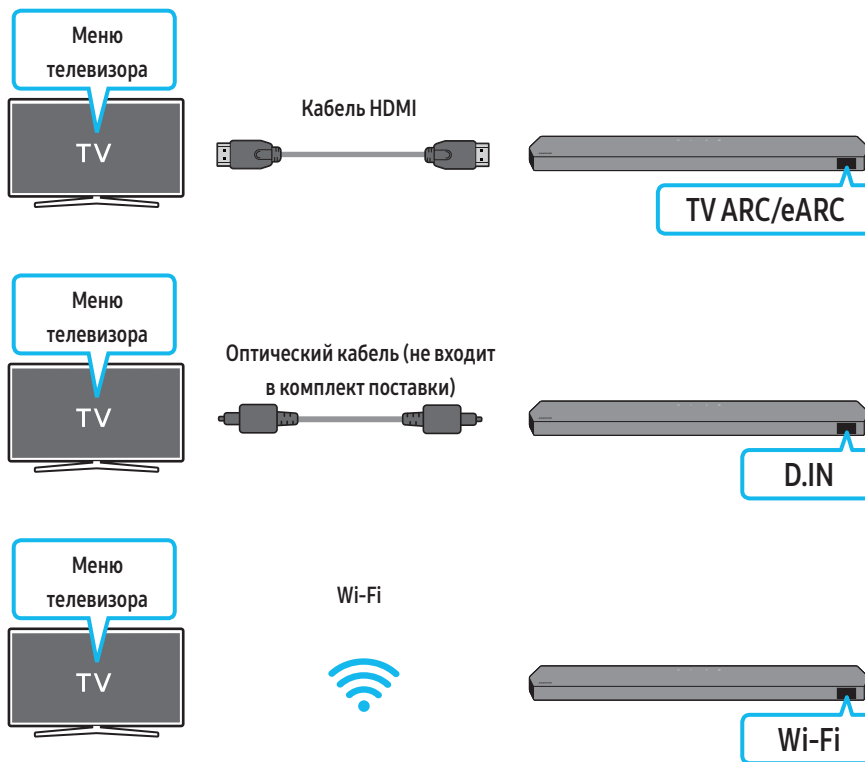 Меню
телевизора
TV
Кабель HDMI
TV ARC/eARC
Меню
телевизора
TV
Оптический кабель (не входит
в комплект поставки)
D.IN
Меню
телевизора
TV
Wi-Fi
Wi-Fi